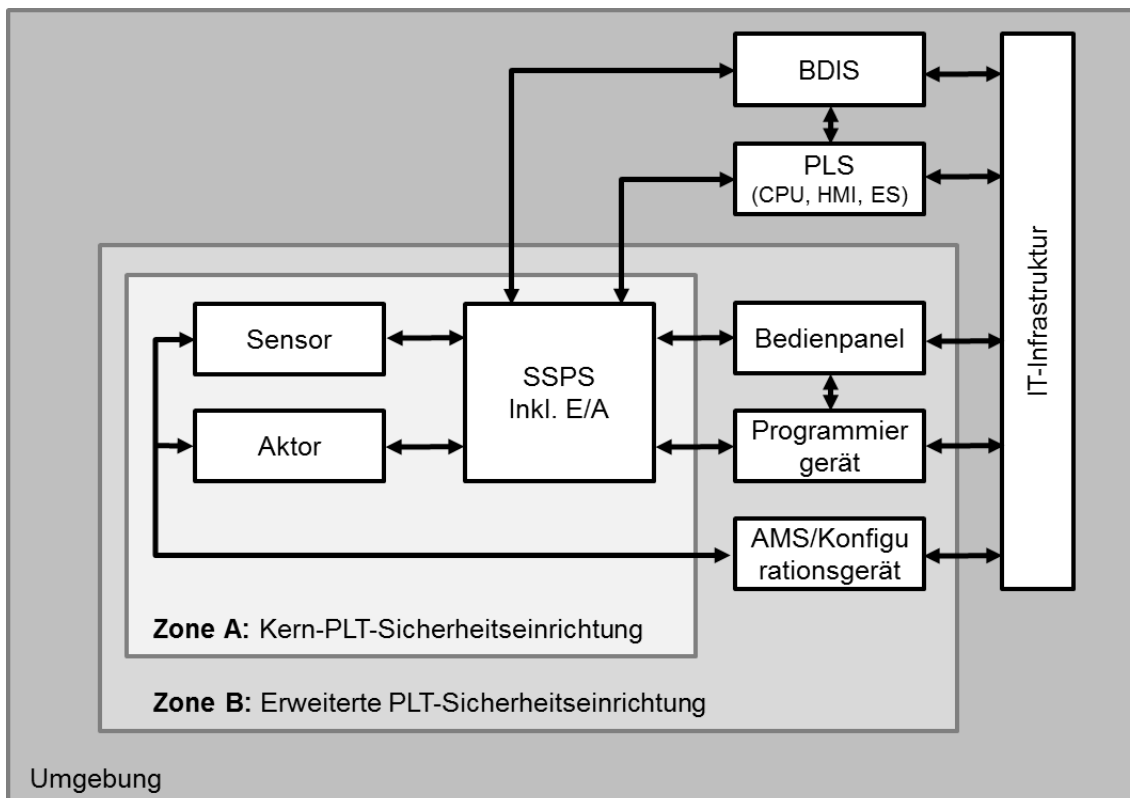 BDIS
PLS
(CPU, HMI, ES)
IT-Infrastruktur
Sensor
SSPS
Inkl. E/A
Bedienpanel
Aktor
Programmier
gerät
AMS/Konfigu
rationsgerät
Zone A: Kern-PLT-Sicherheitseinrichtung
Zone B: Erweiterte PLT-Sicherheitseinrichtung
Umgebung